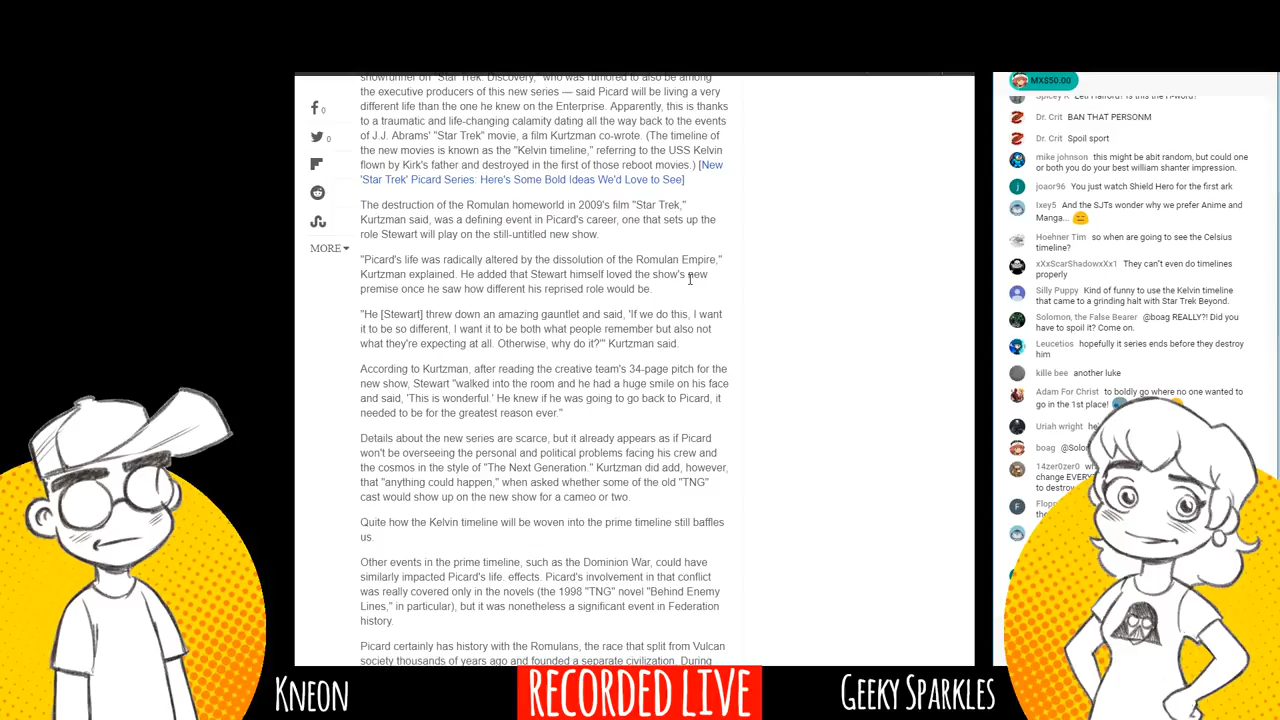 showrunner on "Star Trek: Discovery," who was rumored to also be among
the executive producers of this new series — said Picard will be living a very
different life than the one he knew on the Enterprise. Apparently, this is thanks
to a traumatic and life-changing calamity dating all the way back to the events
of J.J. Abrams' "Star Trek" movie, a film Kurtzman co-wrote. (The timeline of
the new movies is known as the "Kelvin timeline," referring to the USS Kelvin
flown by Kirk's father and destroyed in the first of those reboot movies.) [New
'Star Trek' Picard Series: Here's Some Bold Ideas We'd Love to See]
The destruction of the Romulan homeworld in 2009's film "Star Trek,"
Kurtzman said, was a defining event in Picard's career, one that sets up the
role Stewart will play on the still-untitled new show.
"Picard's life was radically altered by the dissolution of the Romulan Empire,"
Kurtzman explained. He added that Stewart himself loved the show's new
premise once he saw how different his reprised role would be.
"He [Stewart] threw down an amazing gauntlet and said, 'If we do this, I want
it to be so different, I want it to be both what people remember but also not
what they're expecting at all. Otherwise, why do it?'" Kurtzman said.
According to Kurtzman, after reading the creative team's 34-page pitch for the
new show, Stewart "walked into the room and he had a huge smile on his face
and said, 'This is wonderful.' He knew if he was going to go back to Picard, it
needed to be for the greatest reason ever."
Details about the new series are scarce, but it already appears as if Picard
won't be overseeing the personal and political problems facing his crew and
the cosmos in the style of "The Next Generation." Kurtzman did add, however,
that "anything could happen," when asked whether some of the old "TNG"
cast would show up on the new show for a cameo or two.
Quite how the Kelvin timeline will be woven into the prime timeline still baffles
us.
Other events in the prime timeline, such as the Dominion War, could have
similarly impacted Picard's life. effects. Picard's involvement in that conflict
was really covered only in the novels (the 1998 "TNG" novel "Behind Enemy
Lines," in particular), but it was nonetheless a significant event in Federation
history.
Picard certainly has history with the Romulans, the race that split from Vulcan
society thousands of years ago and founded a separate civilization. During
0
0
MORE
MX$50.00
Dr. Crit BAN THAT PERSONM
Dr. Crit Spoil sport
mike johnson this might be abit random, but could one
or both you do your best william shanter impression.
joaor96 You just watch Shield Hero for the first ark
Ixey5 And the SJTs wonder why we prefer Anime and
Manga...
Hoehner Tim so when are going to see the Celsius
timeline?
xXxScarShadowxXx1 They can't even do timelines
properly
Silly Puppy Kind of funny to use the Kelvin timeline
that came to a grinding halt with Star Trek Beyond.
Solomon, the False Bearer @boag REALLY?! Did you
have to spoil it? Come on.
Leucetios hopefully it series ends before they destroy
him
kille bee another luke
Adam For Christ to boldly go where no one wanted to
go in the 1st place!
Uriah wright
boag
14zer0zer0
change
to
KNEON
RECORDED LIVE
GEEKY SPARKLES